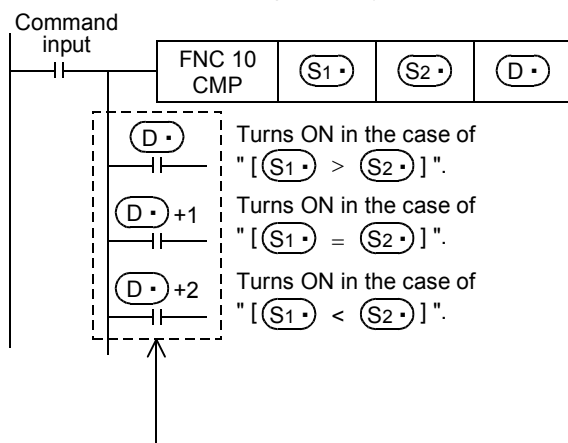 Command
input
FNC 10
CMP
S1・
S2・
D・
D・
Turns ON in the case of
" [ S1・ > S2・ ] ".
D・ +1
Turns ON in the case of
" [ S1・ = S2・ ] ".
D・ +2
Turns ON in the case of
" [ S1・ < S2・ ] ".